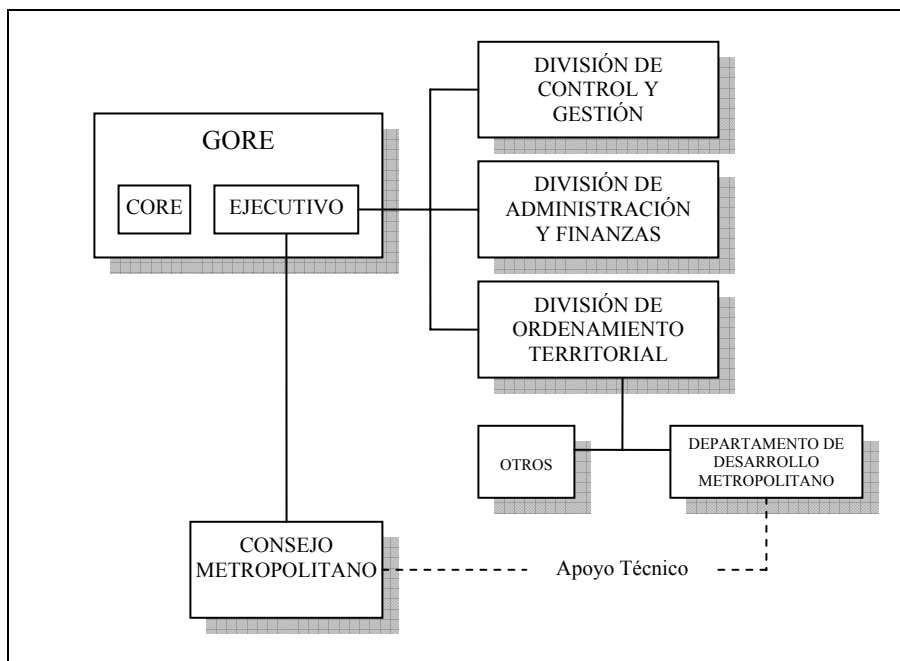 DIVISIÓN DE
CONTROL Y
GESTIÓN
GORE
CORE
EJECUTIVO
DIVISIÓN DE
ADMINISTRACIÓN
Y FINANZAS
DIVISIÓN DE
ORDENAMIENTO
TERRITORIAL
OTROS
DEPARTAMENTO DE
DESARROLLO
METROPOLITANO
CONSEJO
METROPOLITANO
Apoyo Técnico